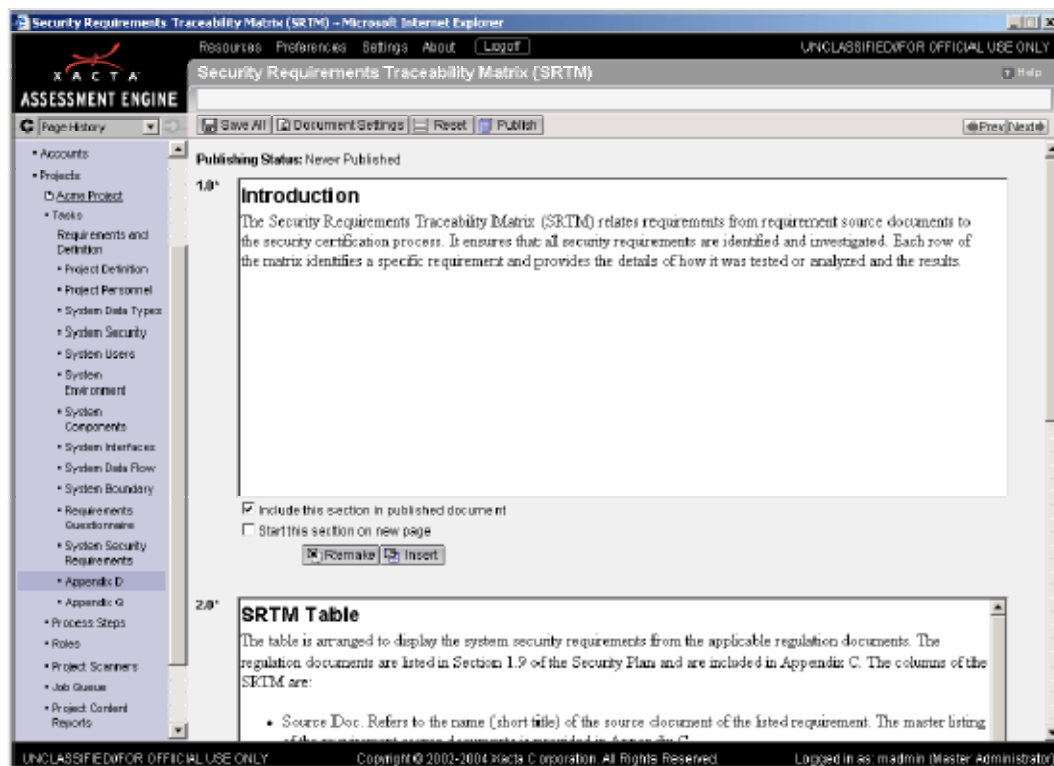 Security Requirements Traceability Matrix (SRTM) - Microsoft Internet Explorer
Resources Preferences Settings About Logoff UNCLASSIFIED//FOR OFFICIAL USE ONLY
XACTA
ASSESSMENT ENGINE
Security Requirements Traceability Matrix (SRTM) Help
Page History
Save All Document Settings Reset Publish Prev Next
• Accounts
• Projects
Acme Project
• Tasks
Requirements and
Definition
• Project Definition
• Project Personnel
• System Data Types
• System Security
• System Users
• System
Environment
• System
Components
• System Interfaces
• System Data Flow
• System Boundary
• Requirements
Questionnaire
• System Security
Requirements
• Appendix D
• Appendix G
• Process Steps
• Roles
• Project Scanners
• Job Queue
• Project Content
Reports
Publishing Status: Never Published
1.0*
Introduction
The Security Requirements Traceability Matrix (SRTM) relates requirements from requirement source documents to
the security certification process. It ensures that all security requirements are identified and investigated. Each row of
the matrix identifies a specific requirement and provides the details of how it was tested or analyzed and the results.
Include this section in published document
Start this section on new page
Remake Insert
2.0*
SRTM Table
The table is arranged to display the system security requirements from the applicable regulation documents. The
regulation documents are listed in Section 1.9 of the Security Plan and are included in Appendix C. The columns of the
SRTM are:
• Source Doc. Refers to the name (short title) of the source document of the listed requirement. The master listing
of the requirement source documents is provided in Appendix C.
UNCLASSIFIED//FOR OFFICIAL USE ONLY Copyright © 2002-2004 Xacta Corporation. All Rights Reserved. Logged in as: madmin (Master Administrator